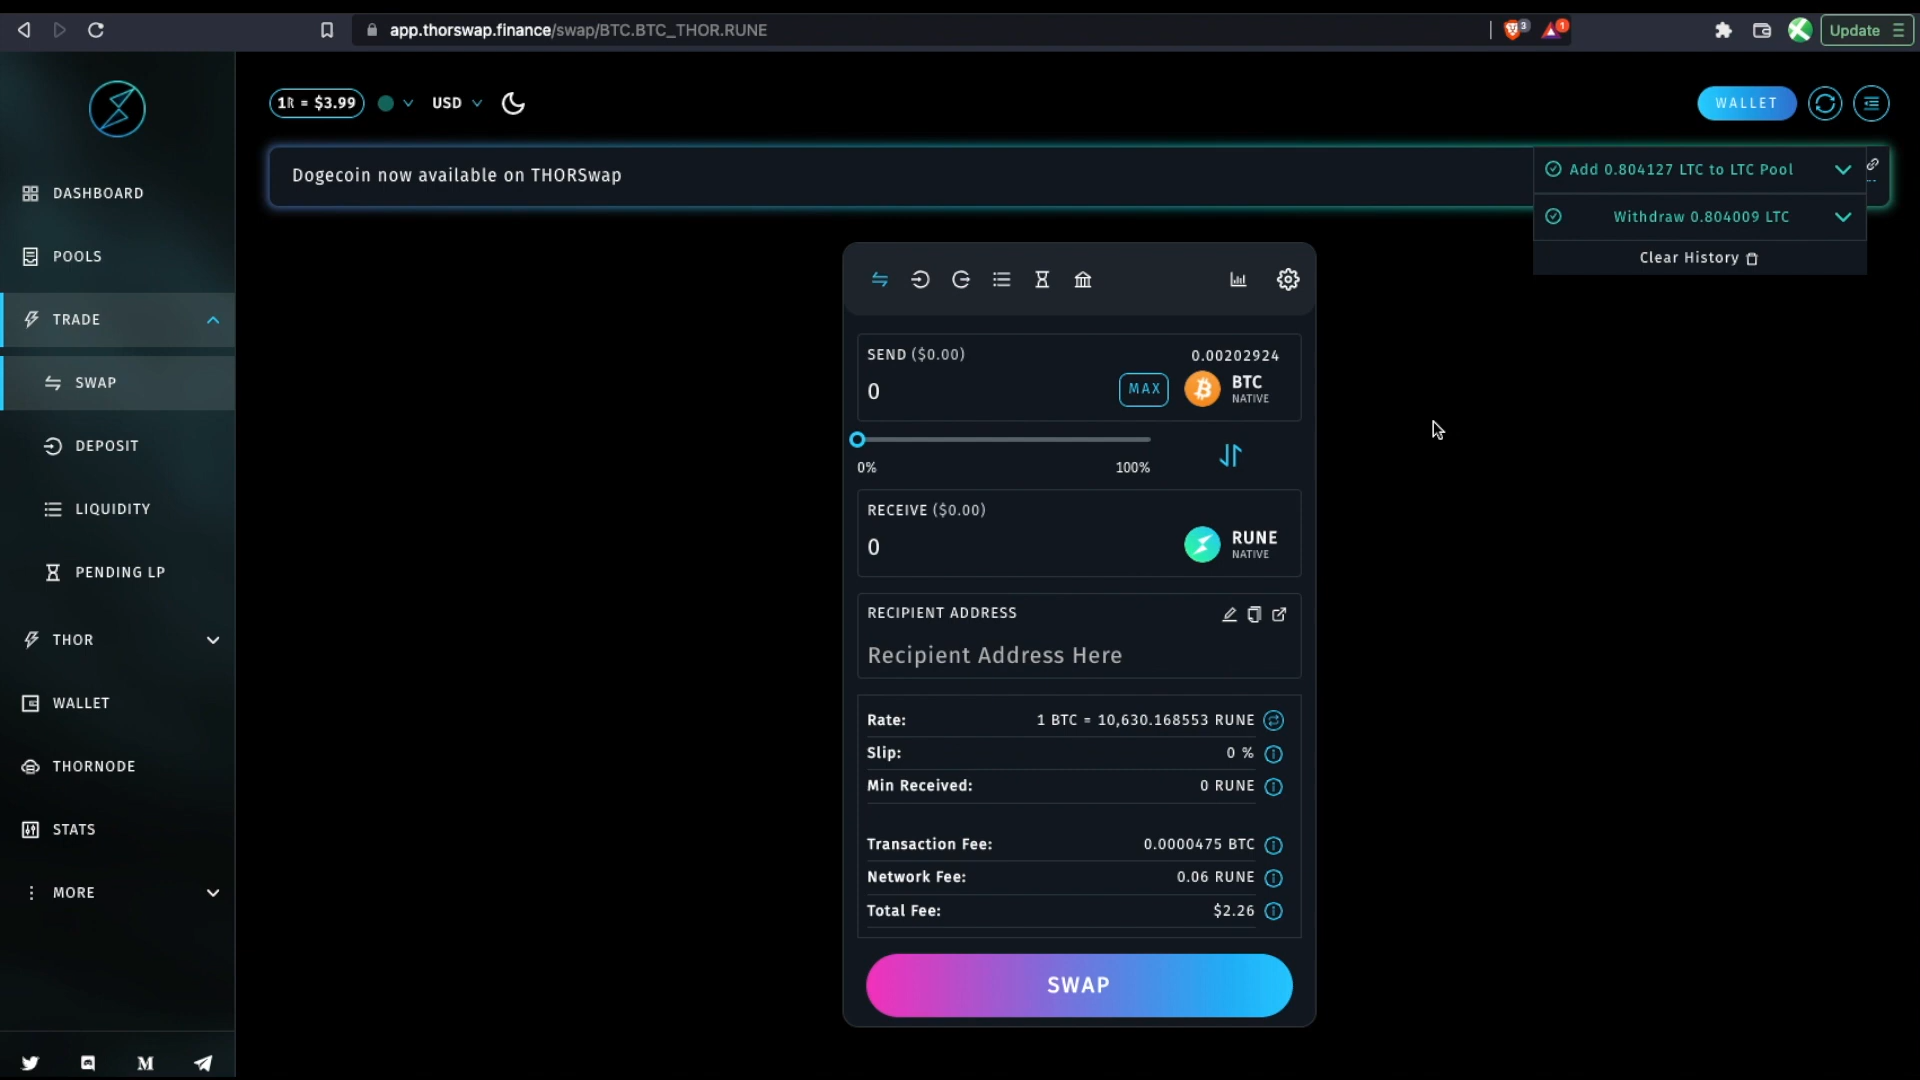 app.thorswap.finance/swap/BTC.BTC_THOR.RUNE
3
1
Update
1ᚱ = $3.99
USD
WALLET
Dogecoin now available on THORSwap
Add 0.804127 LTC to LTC Pool
Withdraw 0.804009 LTC
Clear History
DASHBOARD
POOLS
TRADE
SWAP
DEPOSIT
LIQUIDITY
PENDING LP
THOR
WALLET
THORNODE
STATS
MORE
SEND ($0.00)
0.00202924
0
MAX
BTC
NATIVE
0%
100%
RECEIVE ($0.00)
0
RUNE
NATIVE
RECIPIENT ADDRESS
Recipient Address Here
Rate: 1 BTC = 10,630.168553 RUNE
Slip: 0 %
Min Received: 0 RUNE
Transaction Fee: 0.0000475 BTC
Network Fee: 0.06 RUNE
Total Fee: $2.26
SWAP